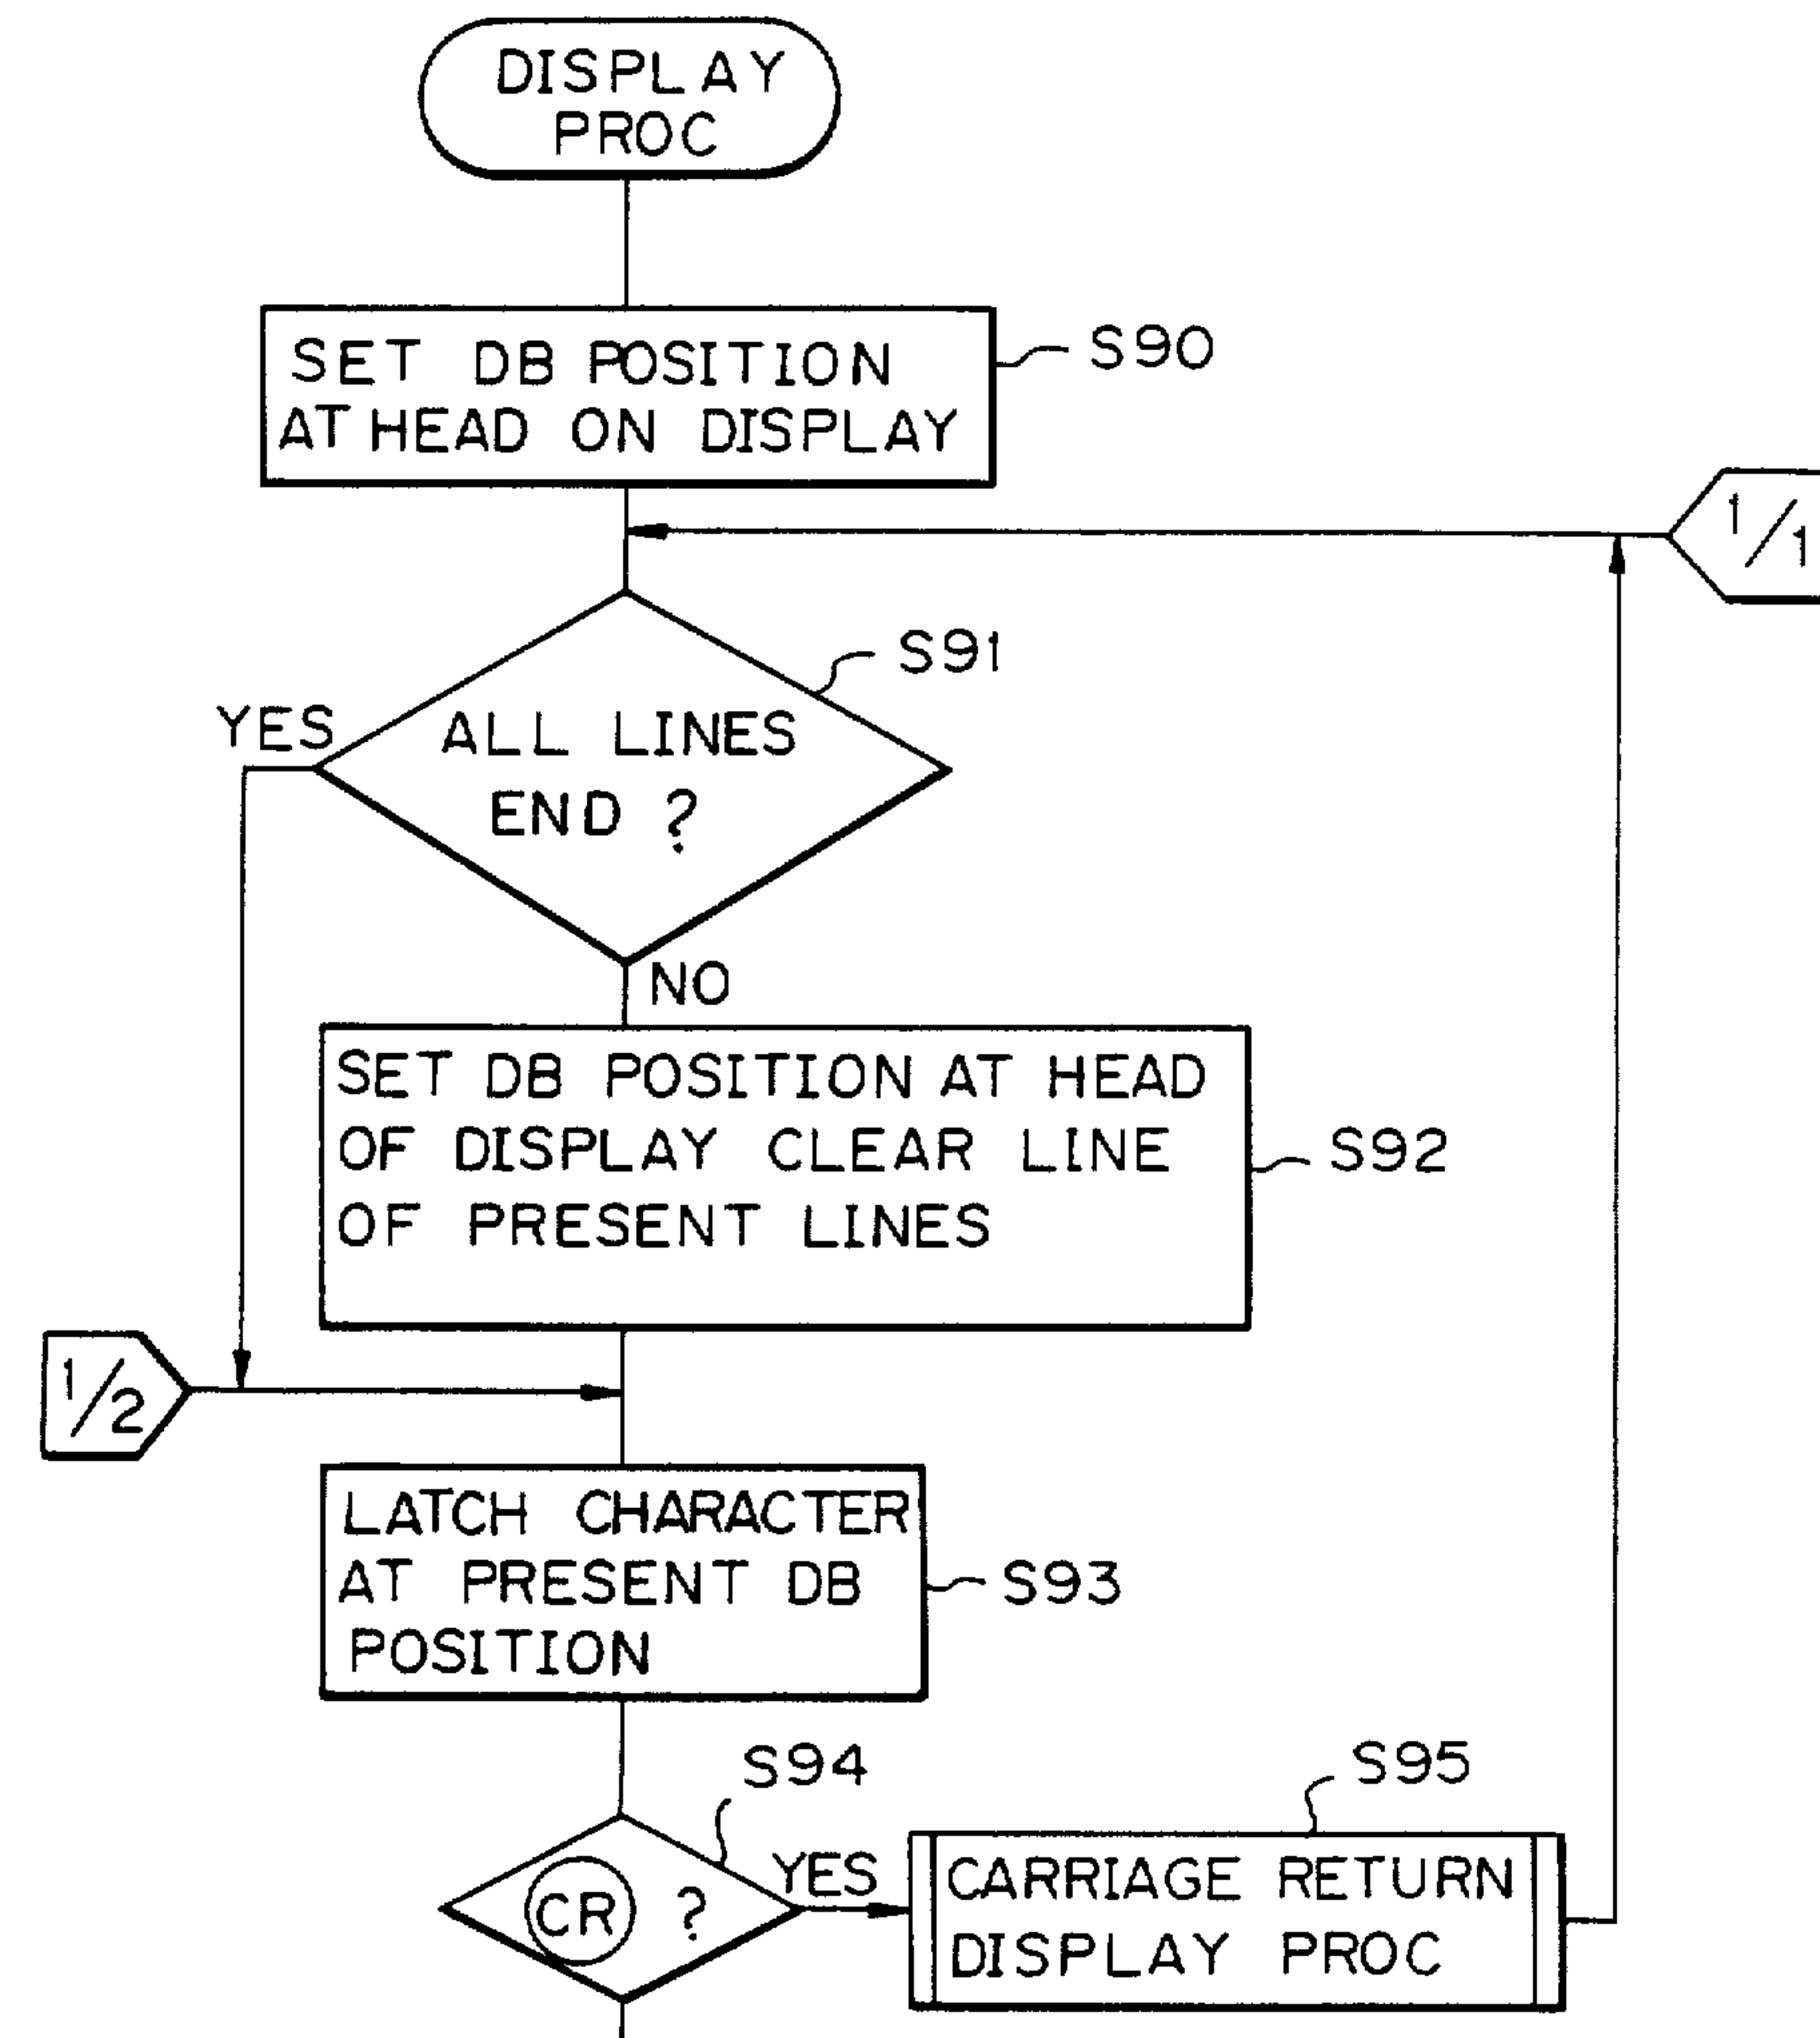 DISPLAY
PROC
SET DB POSITION
AT HEAD ON DISPLAY
S90
1/1
S91
YES
ALL LINES
END ?
NO
SET DB POSITION AT HEAD
OF DISPLAY CLEAR LINE
OF PRESENT LINES
S92
1/2
LATCH CHARACTER
AT PRESENT DB
POSITION
S93
S94
S95
CR ?
YES
CARRIAGE RETURN
DISPLAY PROC